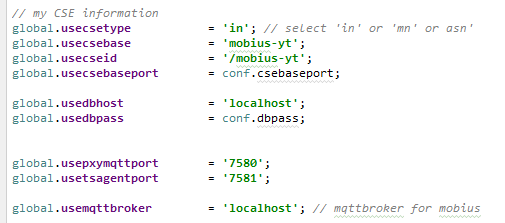 // my CSE information
global.usecsetype = 'in'; // select 'in' or 'mn' or asn'
global.usecsebase = 'mobius-yt';
global.usecseid = '/mobius-yt';
global.usecsebaseport = conf.csebaseport;
global.usedbhost = 'localhost';
global.usedbpass = conf.dbpass;
global.usepxymqttport = '7580';
global.usetsagentport = '7581';
global.usemqttbroker = 'localhost'; // mqttbroker for mobius